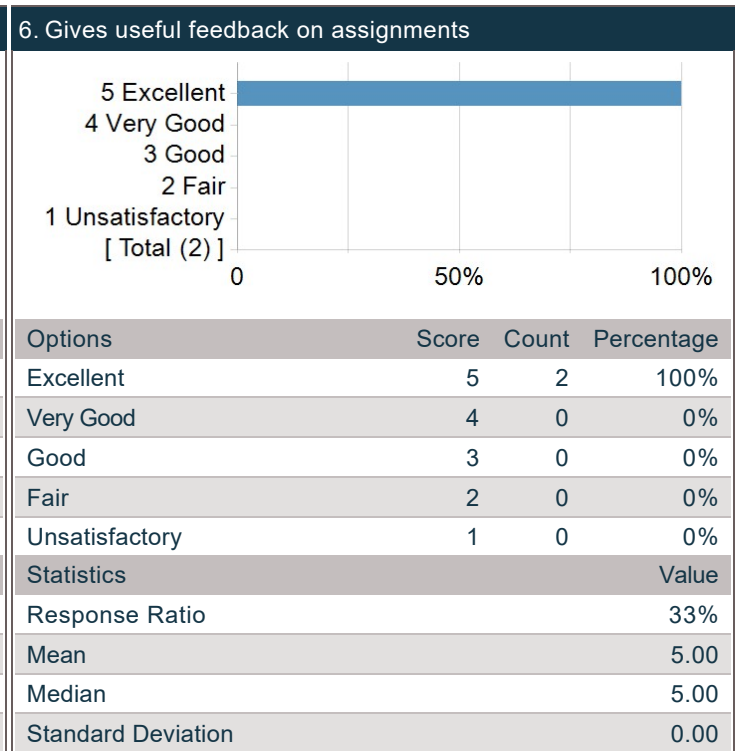 6. Gives useful feedback on assignments
5 Excellent
4 Very Good
3 Good
2 Fair
1 Unsatisfactory
[ Total (2) ]
0 50% 100%
Options Score Count Percentage
Excellent 5 2 100%
Very Good 4 0 0%
Good 3 0 0%
Fair 2 0 0%
Unsatisfactory 1 0 0%
Statistics Value
Response Ratio 33%
Mean 5.00
Median 5.00
Standard Deviation 0.00